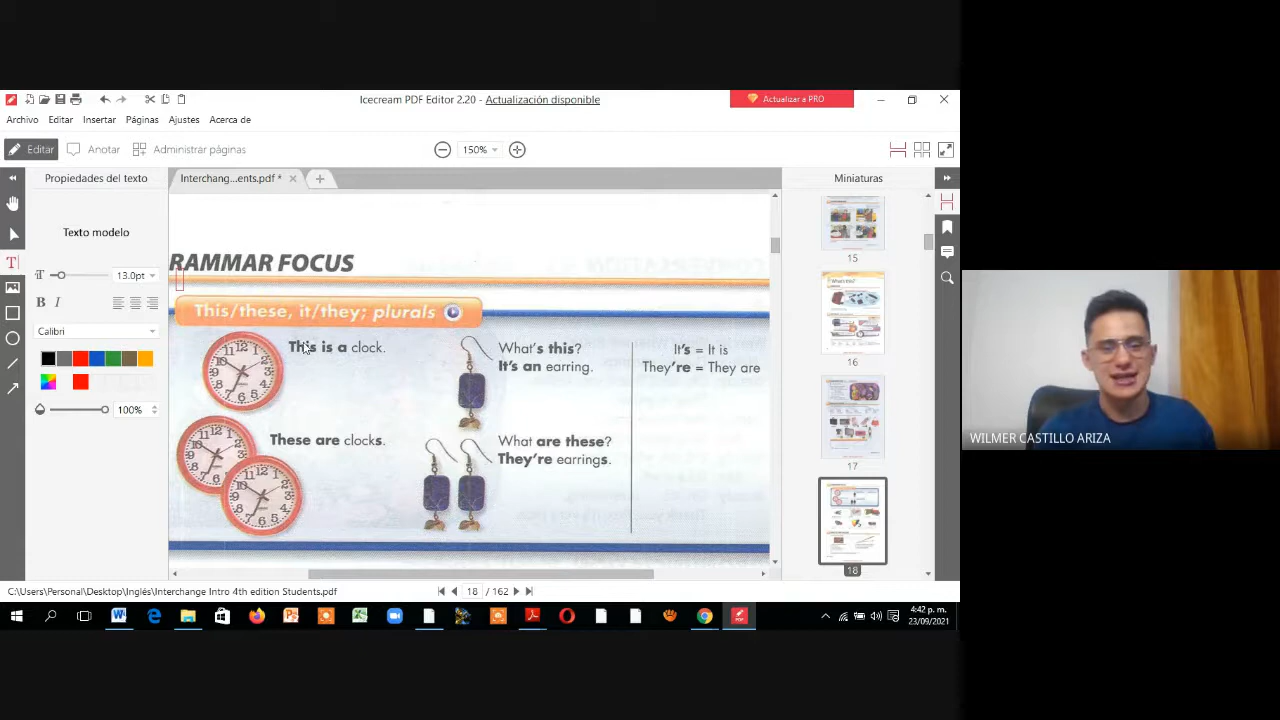 Icecream PDF Editor 2.20 - Actualización disponible
Actualizar a PRO
Archivo Editar Insertar Páginas Ajustes Acerca de
Editar Anotar Administrar páginas
150%
Propiedades del texto
Interchang...ents.pdf *
Miniaturas
Texto modelo
13.0pt
B I
Calibri
100%
RAMMAR FOCUS
This/these, it/they; plurals
This is a clock.
These are clocks.
What's this?
It's an earring.
What are these?
They're earrings.
It's = It is
They're = They are
15
16
17
18
C:\Users\Personal\Desktop\Inglés\Interchange Intro 4th edition Students.pdf
18 / 162
4:42 p. m.
23/09/2021
WILMER CASTILLO ARIZA